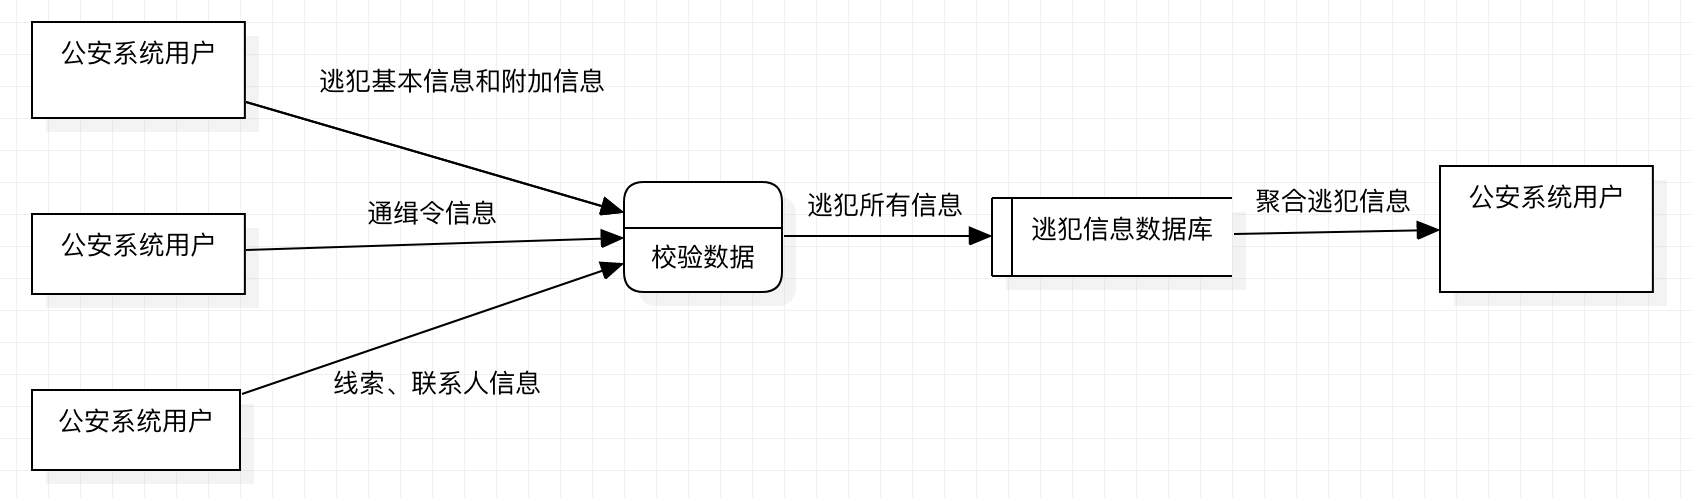 公安系统用户
逃犯基本信息和附加信息
公安系统用户
通缉令信息
公安系统用户
线索、联系人信息
校验数据
逃犯所有信息
逃犯信息数据库
聚合逃犯信息
公安系统用户